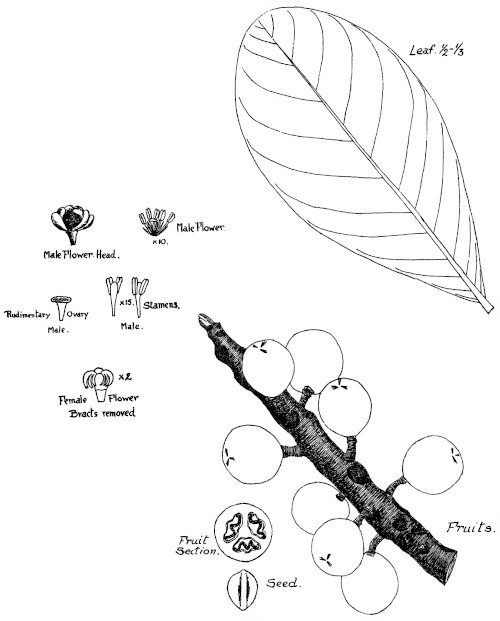 Leaf. ½-⅓
Male Flower
×10.
Male Flower Head.
×15. Stamens.
Male.
Rudimentary Ovary
Male.
×2
Female Flower
Bracts removed
Fruits.
Fruit
Section.
Seed.